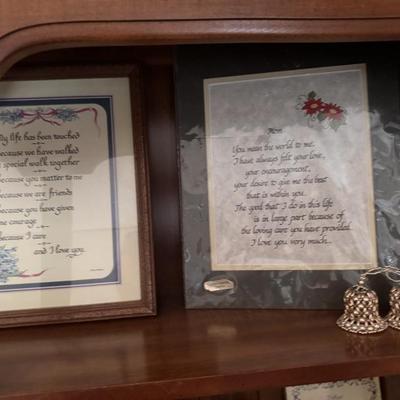 My life has been touched
because we have walked
a special walk together
because you matter to me
because we are friends
because you have given
me courage
because I care
and I love you.
Mom
You mean the world to me.
I have always felt your love,
your encouragement,
your desire to give me the best
that is within you.
The good that I do in this life
is in large part because of
the loving care you have provided.
I love you very much...